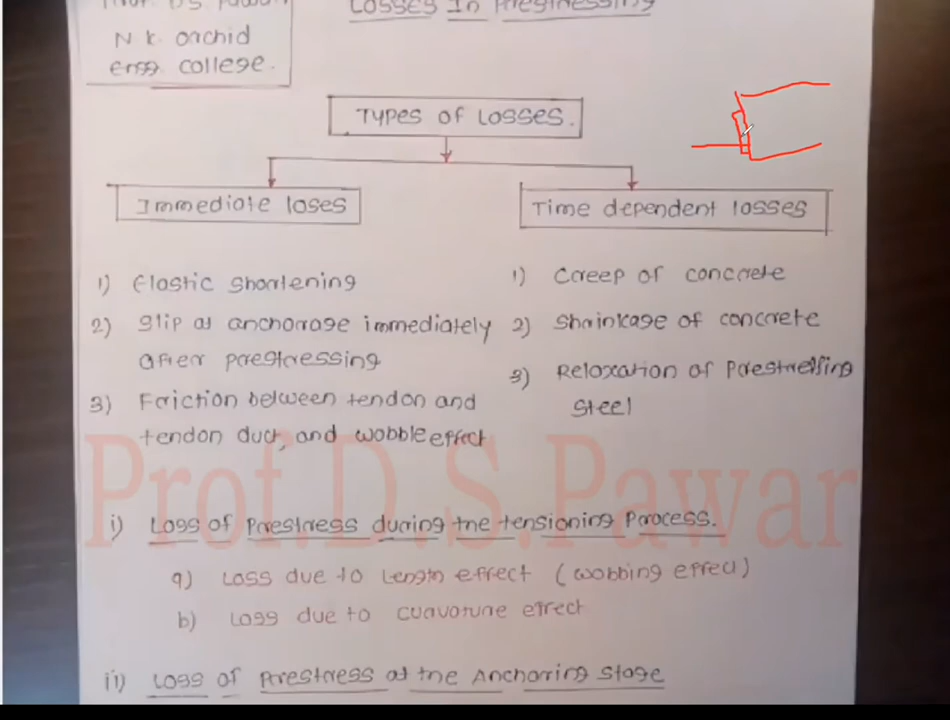 Losses In Prestressing
N k. orchid
Engg. college.
Types of Losses.
Immediate loses
Time dependent losses
1) Elastic shortening
2) Slip at anchorage immediately
after prestressing
3) Friction between tendon and
tendon duct, and wobble effect
1) Creep of concrete
2) Shrinkage of concrete
3) Relaxation of Prestressing
Steel
Prof.D.S.Pawar
i) Loss of Prestress during the tensioning Process.
a) Loss due to Length effect (wobbing effect)
b) Loss due to curvature effect
ii) Loss of Prestress at the Anchoring Stage